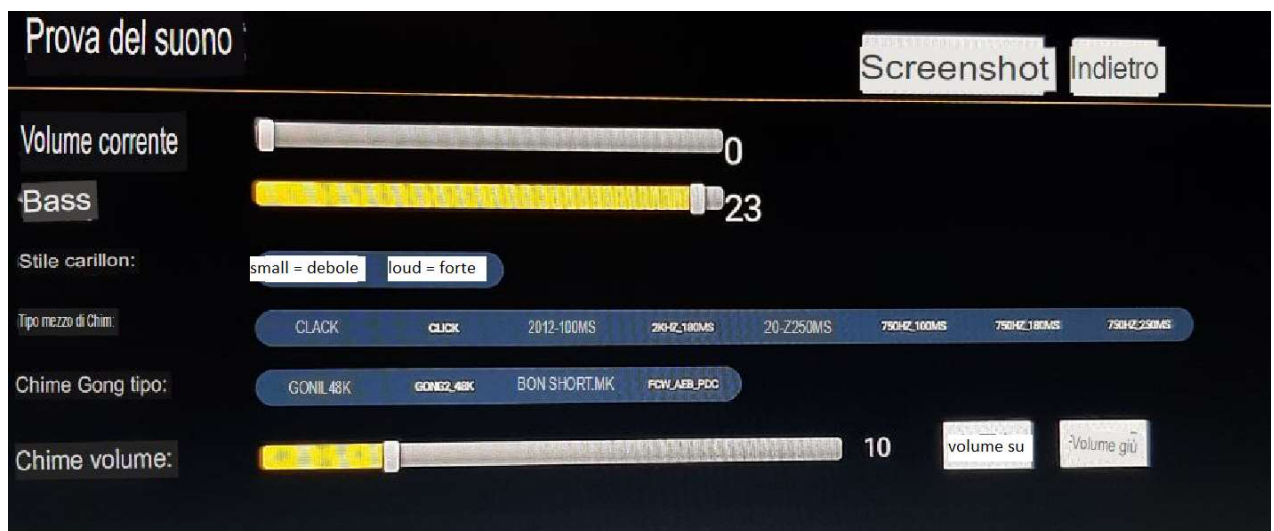 Prova del suono
Screenshot Indietro
Volume corrente 0
Bass 23
Stile carillon: small = debole loud = forte
Tipo mezzo di Chim: CLACK CLICK 2012-100MS 2KHZ_180MS 20-Z250MS 750HZ_100MS 750HZ_180MS 750HZ_250MS
Chime Gong tipo: GONIL48K GONG2_48K BON SHORT.MK FCW_AEB_PDC
Chime volume: 10 volume su Volume giù